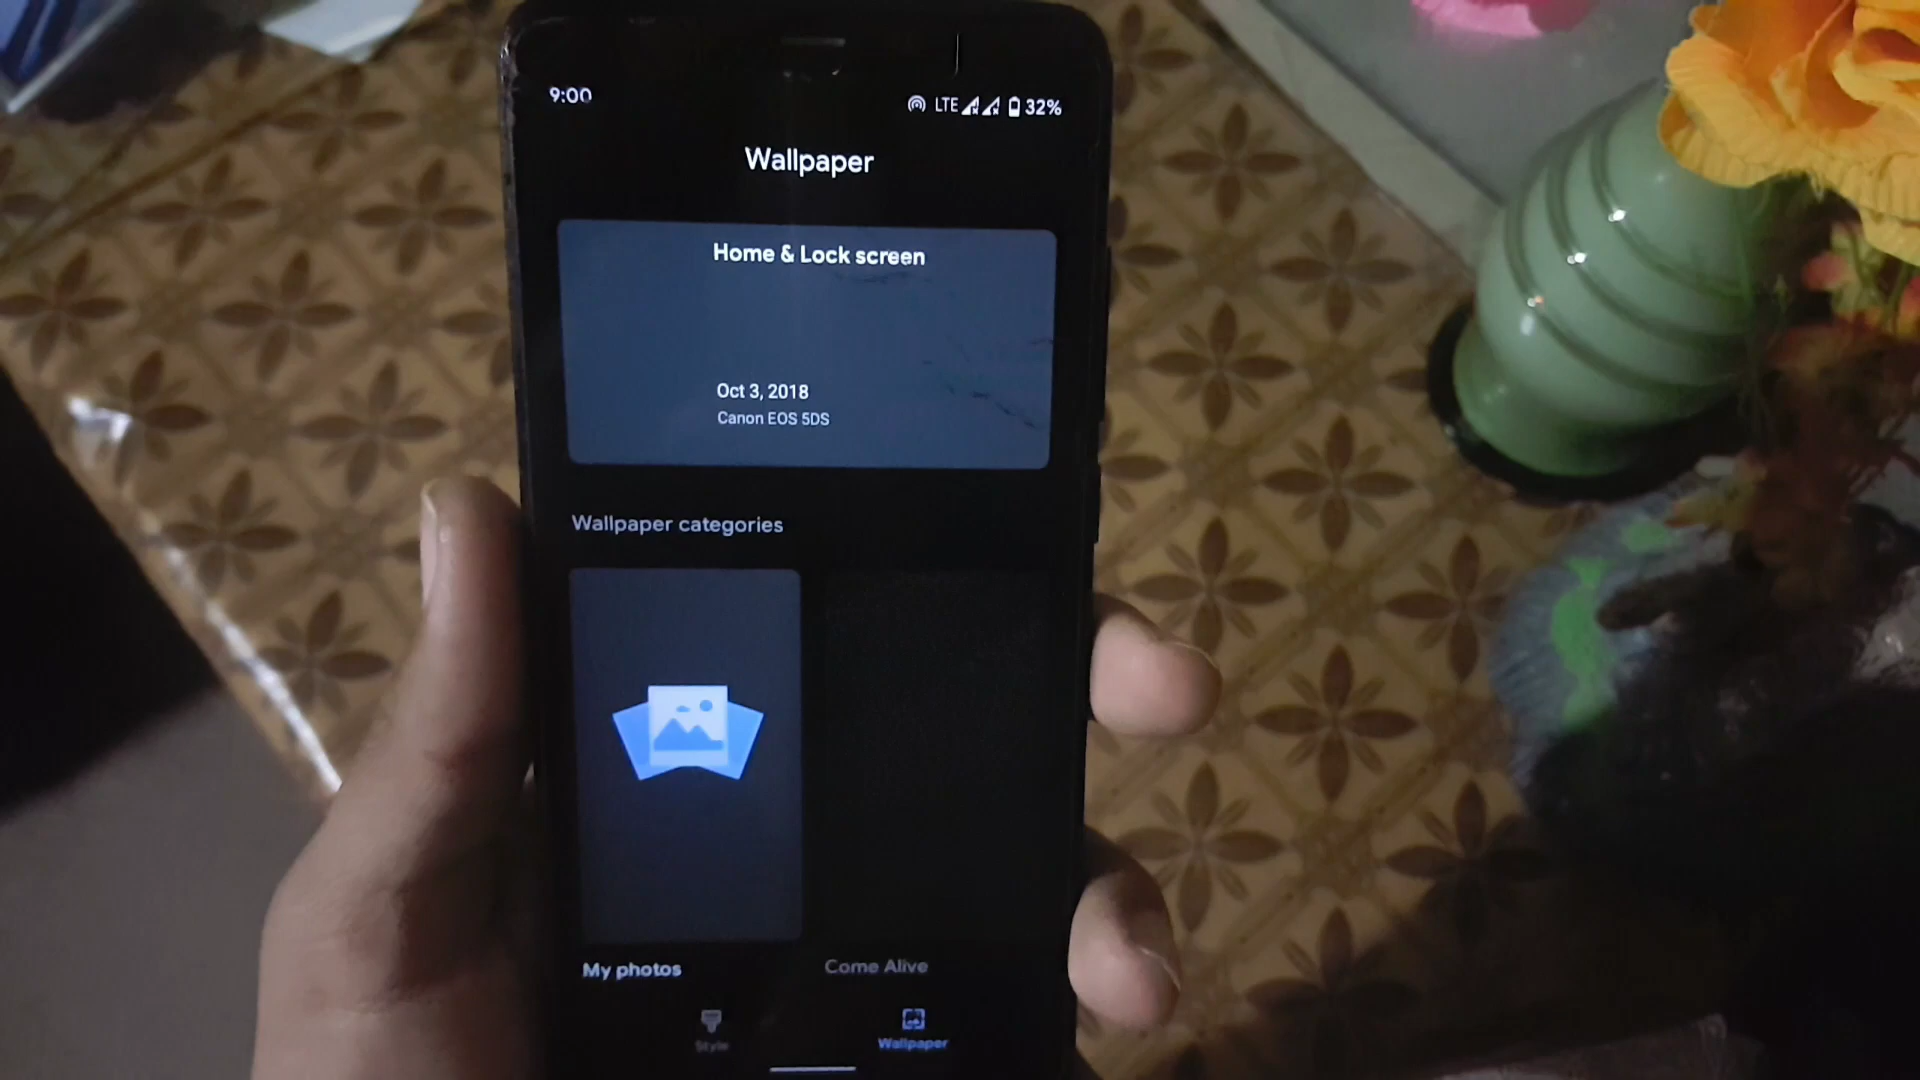 9:00
LTE 32%
Wallpaper
Home & Lock screen
Oct 3, 2018
Canon EOS 5DS
Wallpaper categories
My photos
Come Alive
Style
Wallpaper